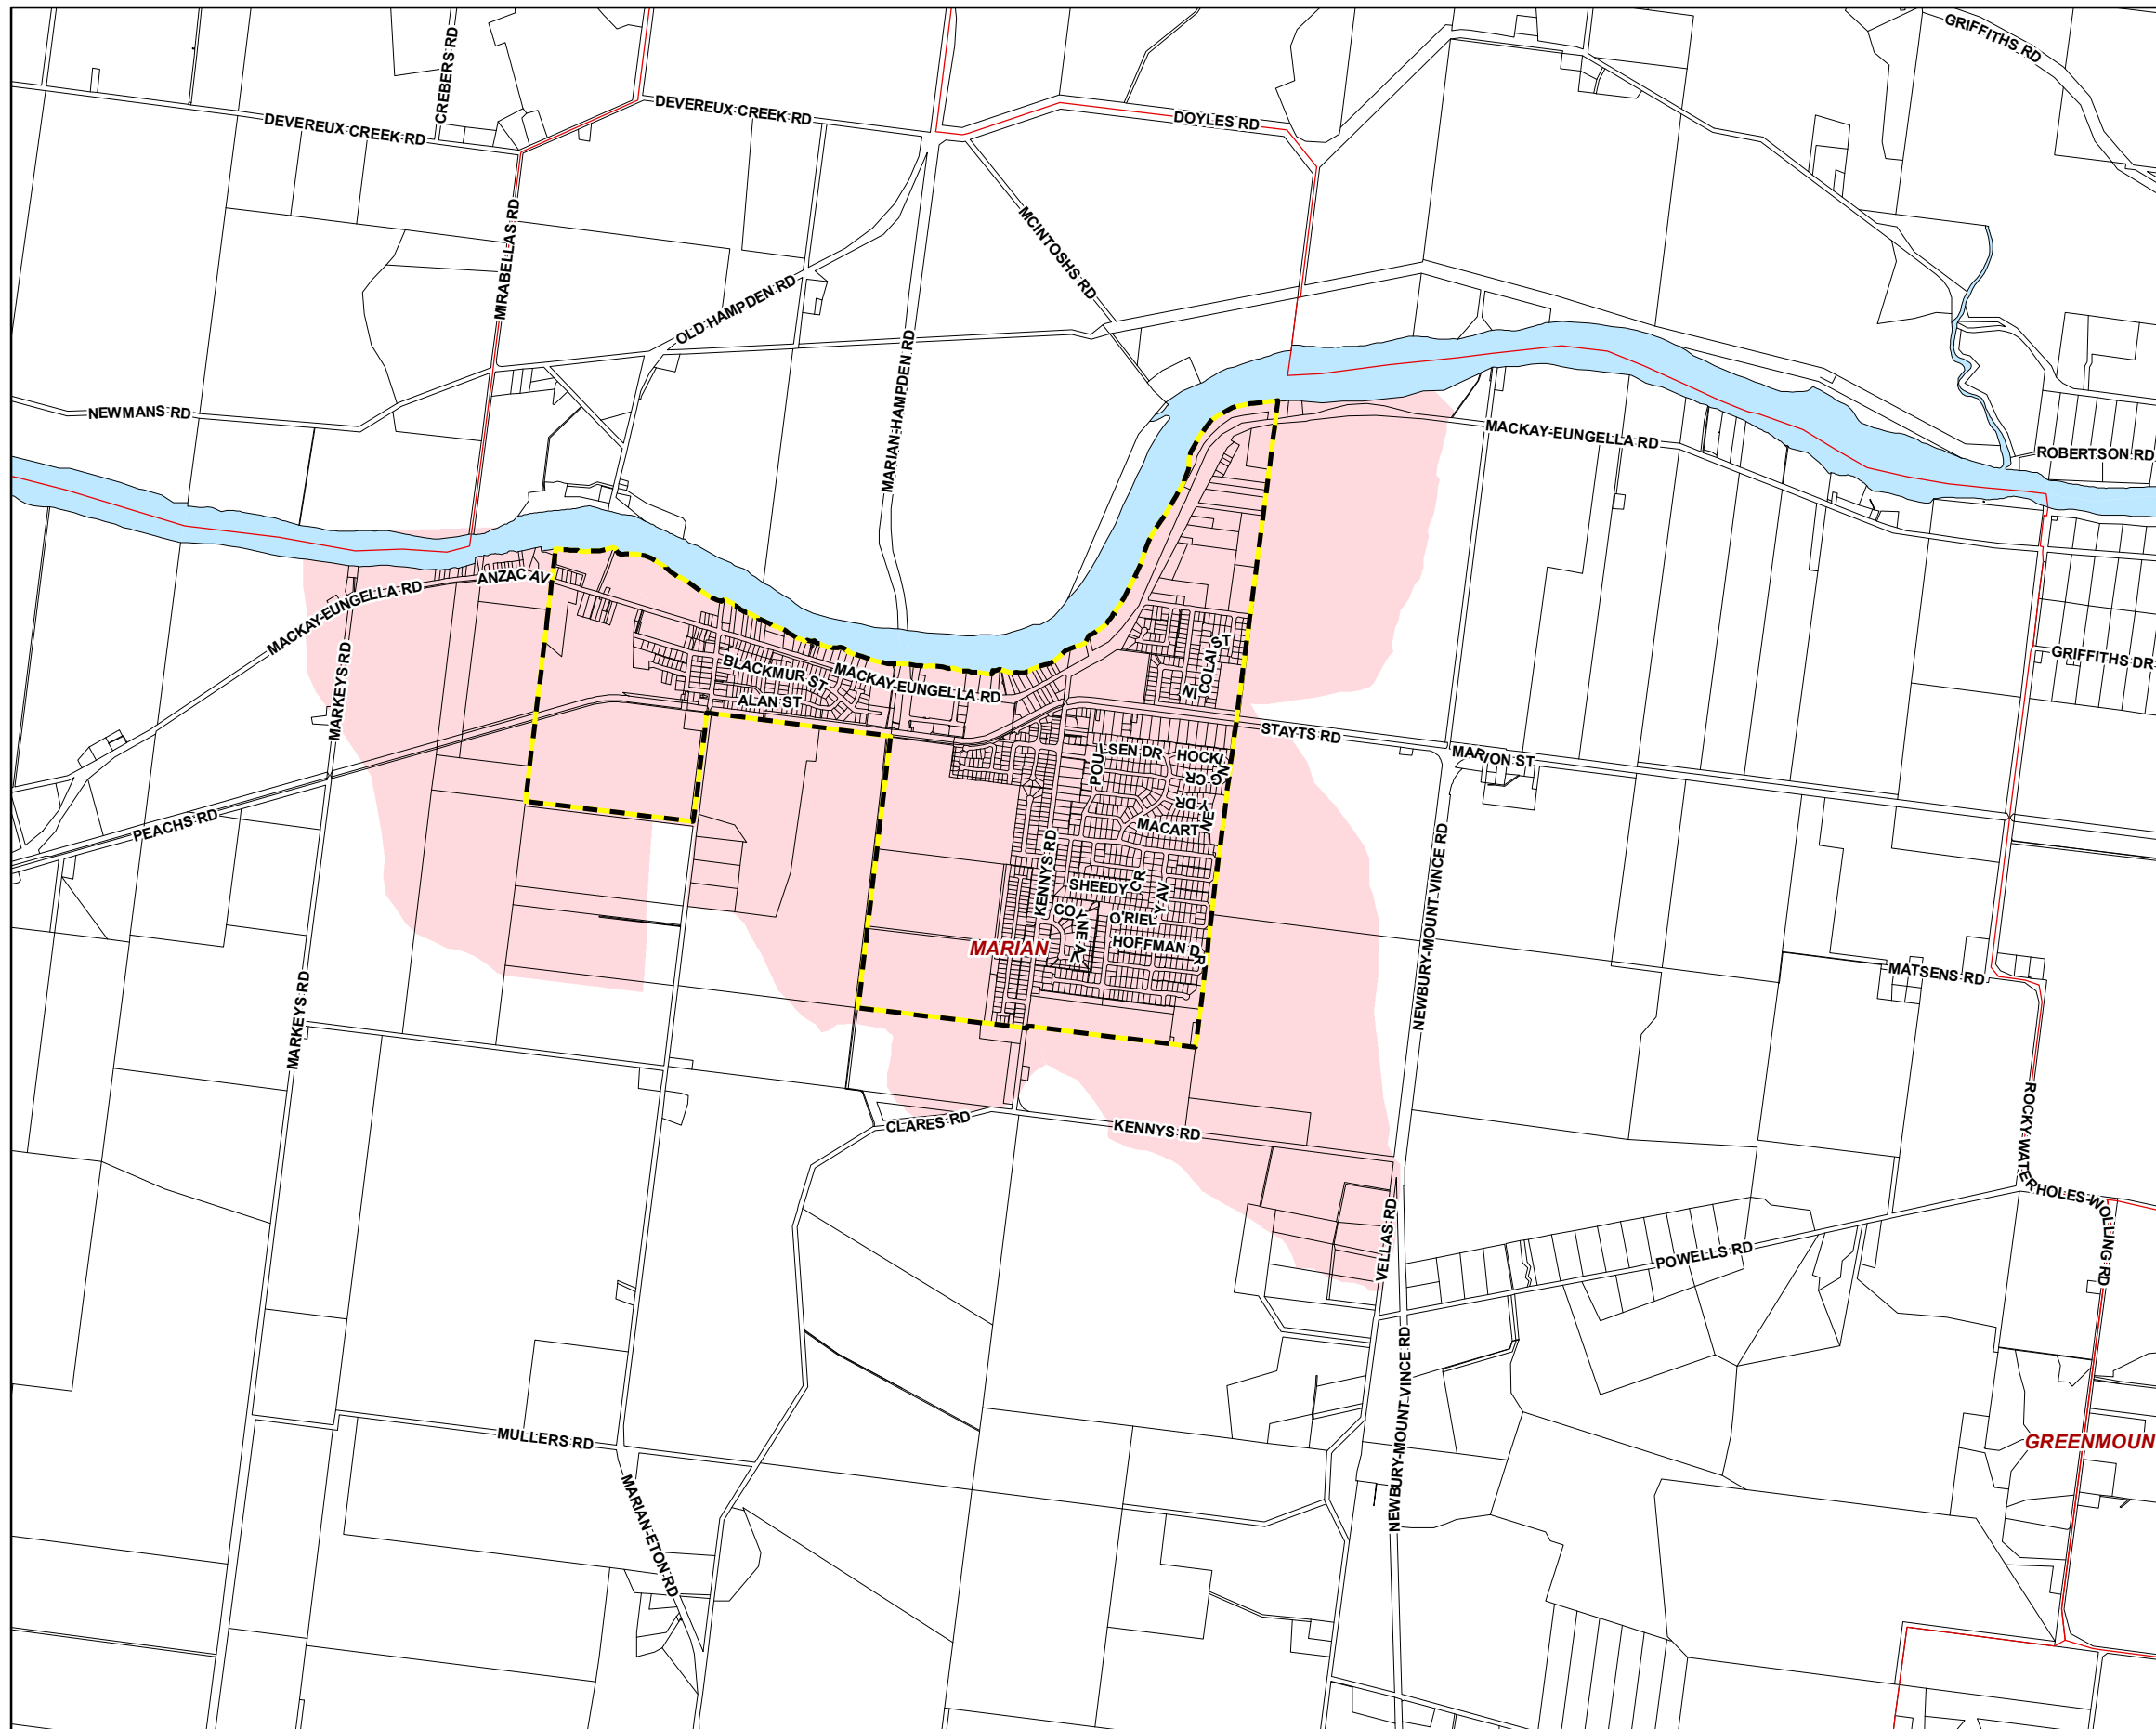 GRIFFITHS RD
CREBERS RD
DEVEREUX CREEK RD
DEVEREUX CREEK RD
DOYLES RD
MIRABELLAS RD
MCINTOSHS RD
OLD HAMPDEN RD
MARIAN-HAMPDEN RD
NEWMANS RD
MACKAY-EUNGELLA RD
ROBERTSON RD
ANZAC AV
MACKAY-EUNGELLA RD
MARKEYS RD
BLACKMUR ST
MACKAY-EUNGELLA RD
ALAN ST
NICOLAI ST
GRIFFITHS DR
STAYTS RD
MARION ST
POULSEN DR
HOCKING CR
PEACHS RD
MACARTNEY DR
KENNYS RD
SHEEDY CR
COYNE AV
O'RIELY AV
HOFFMAN DR
MARIAN
NEWBURY-MOUNT VINCE RD
MATSENS RD
MARKEYS RD
CLARES RD
KENNYS RD
ROCKY WATERHOLES-WOLLING RD
VELLAS RD
POWELLS RD
NEWBURY-MOUNT VINCE RD
MULLERS RD
MARIAN-ETON RD
GREENMOUN